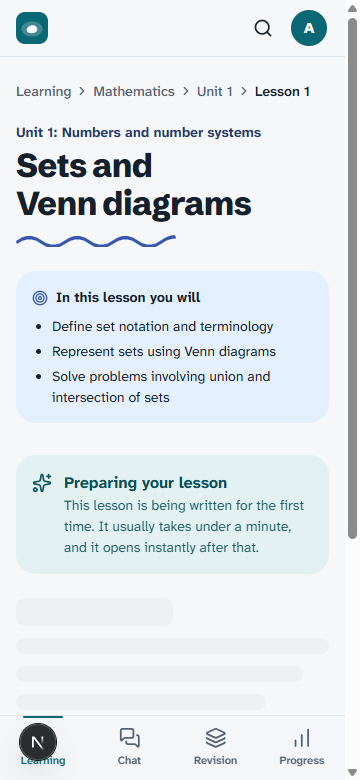 A
Learning > Mathematics > Unit 1 > Lesson 1
Unit 1: Numbers and number systems
Sets and
Venn diagrams
In this lesson you will
• Define set notation and terminology
• Represent sets using Venn diagrams
• Solve problems involving union and
intersection of sets
Preparing your lesson
This lesson is being written for the first
time. It usually takes under a minute,
and it opens instantly after that.
N
Learning Chat Revision Progress